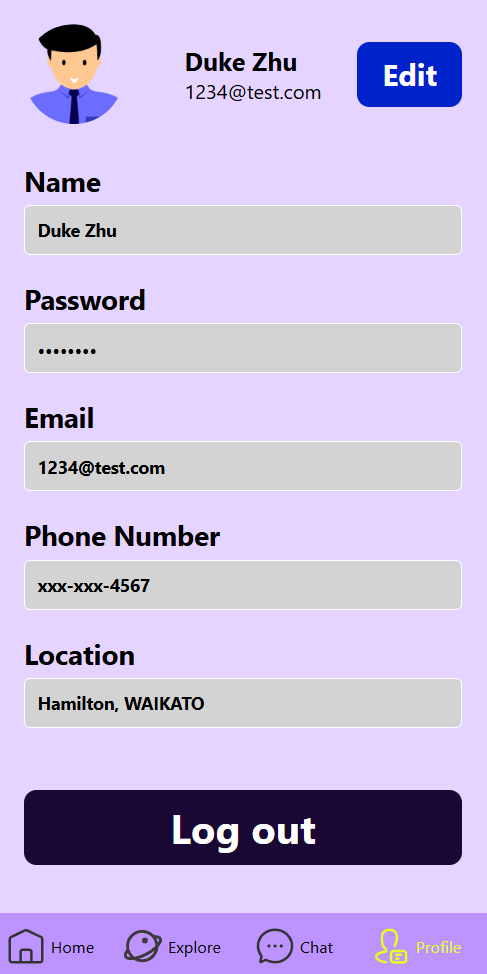 Duke Zhu
1234@test.com
Edit
Name
Duke Zhu
Password
••••••••
Email
1234@test.com
Phone Number
xxx-xxx-4567
Location
Hamilton, WAIKATO
Log out
Home Explore Chat Profile